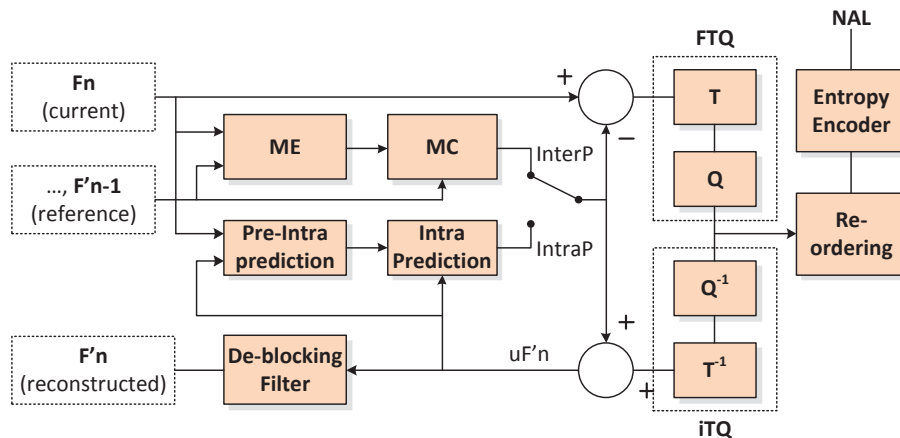 NAL
FTQ
Fn
(current)
+
T
Entropy
Encoder
ME
MC
InterP
−
Q
..., F'n-1
(reference)
Pre-Intra
prediction
Intra
Prediction
IntraP
Re-
ordering
Q⁻¹
+
F'n
(reconstructed)
De-blocking
Filter
uF'n
+
T⁻¹
iTQ